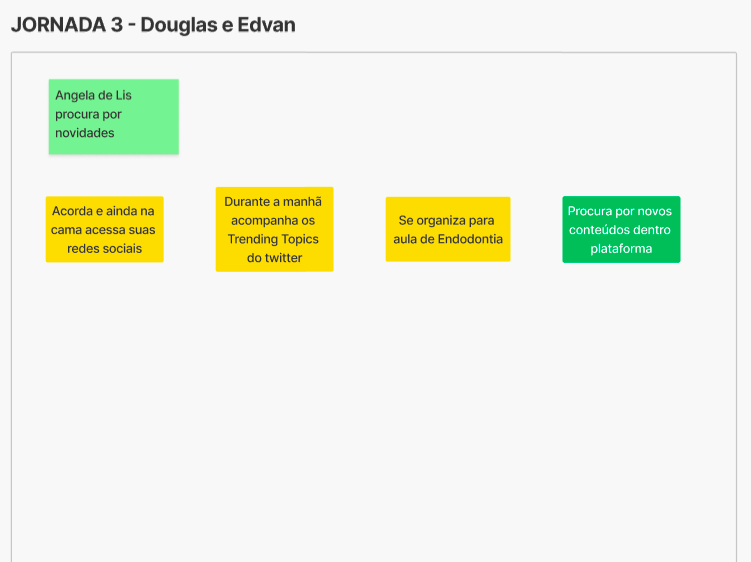 JORNADA 3 - Douglas e Edvan
Angela de Lis
procura por
novidades
Acorda e ainda na
cama acessa suas
redes sociais
Durante a manhã
acompanha os
Trending Topics
do twitter
Se organiza para
aula de Endodontia
Procura por novos
conteúdos dentro
plataforma